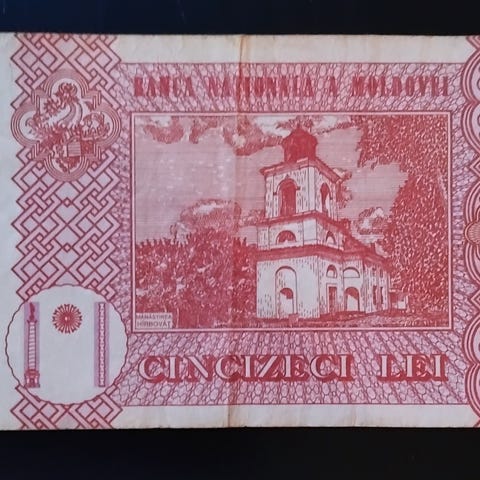 BANCA NAȚIONALĂ A MOLDOVEI
MĂNĂSTIREA
HÎRBOVĂȚ
CINCIZECI LEI